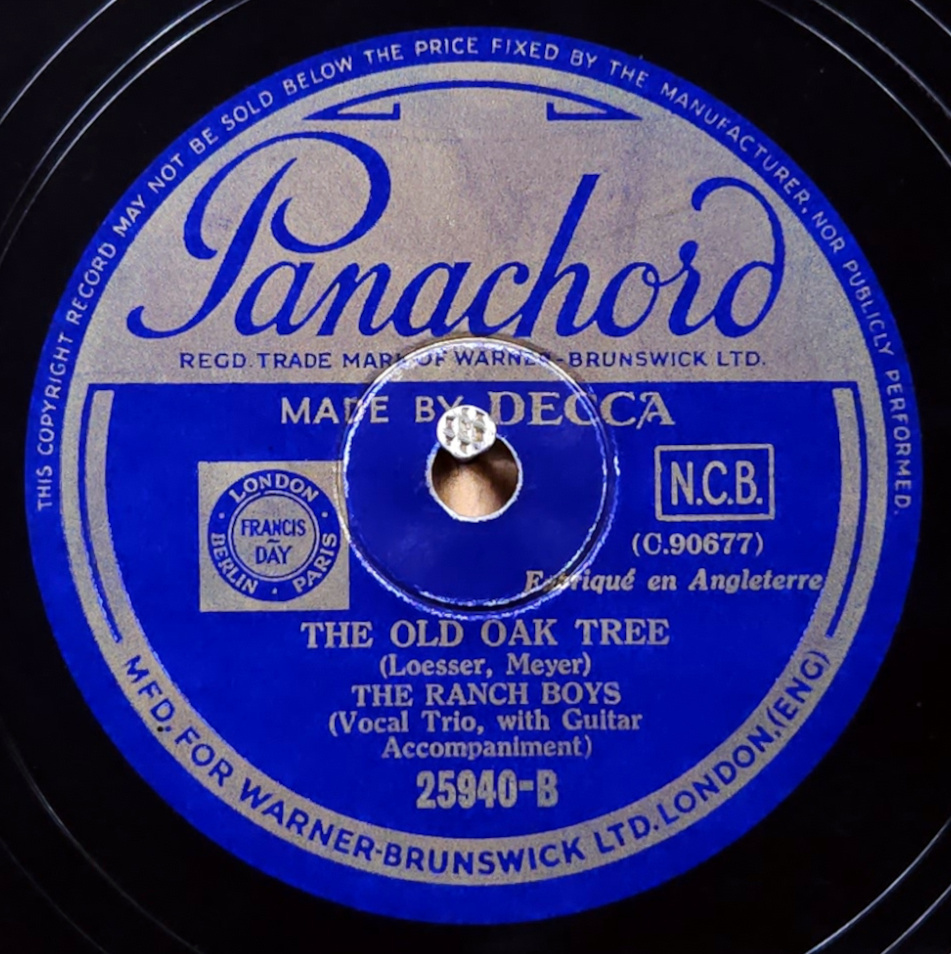 THIS COPYRIGHT RECORD MAY NOT BE SOLD BELOW THE PRICE FIXED BY THE MANUFACTURER, NOR PUBLICLY PERFORMED.
Panachord
REGD. TRADE MARK OF WARNER-BRUNSWICK LTD.
MADE BY DECCA
LONDON
FRANCIS
~
DAY
BERLIN · PARIS
N.C.B.
(C.90677)
Fabriqué en Angleterre
THE OLD OAK TREE
(Loesser, Meyer)
THE RANCH BOYS
(Vocal Trio, with Guitar
Accompaniment)
25940-B
MFD. FOR WARNER-BRUNSWICK LTD. LONDON, (ENG)